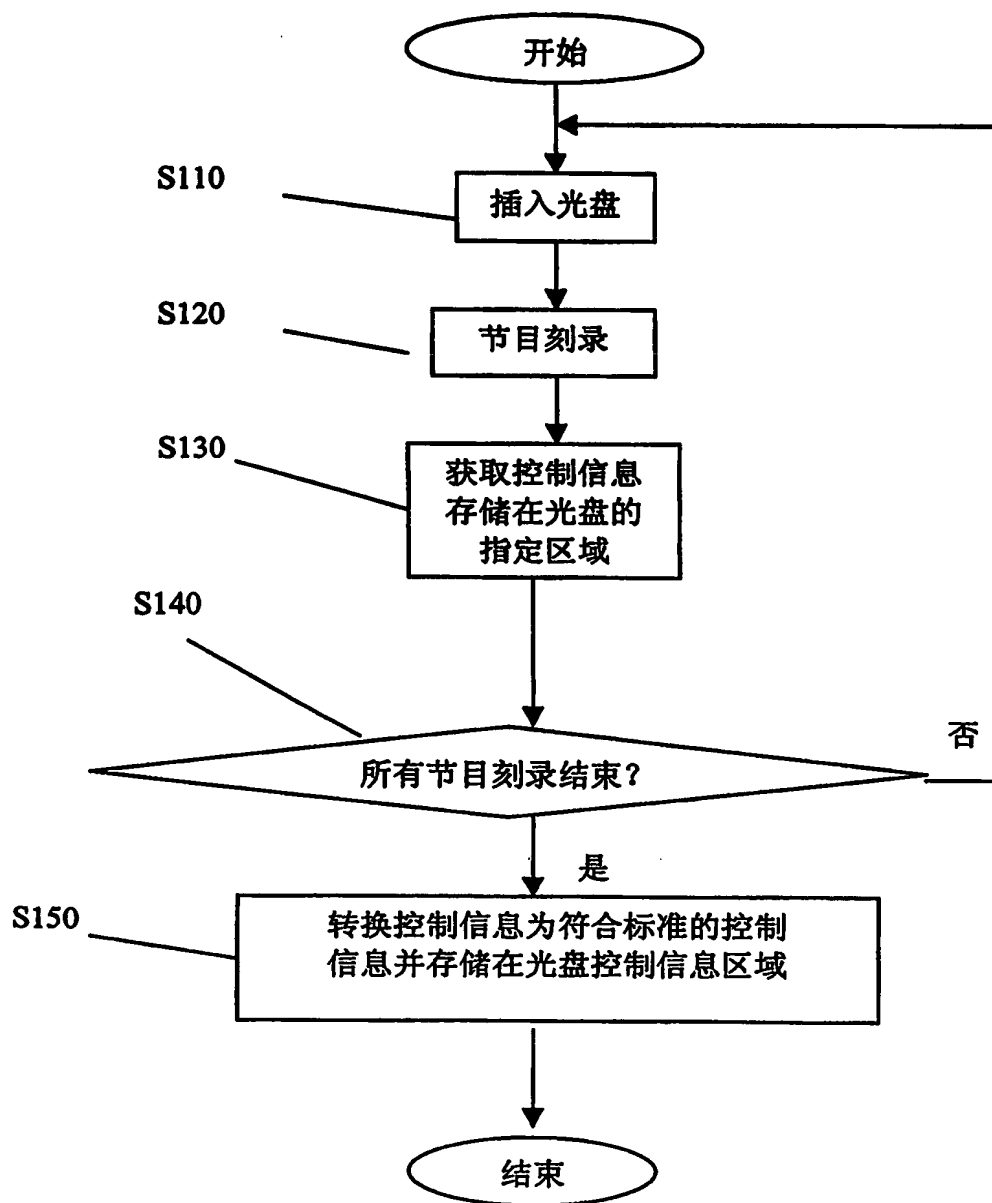 开始
S110
插入光盘
S120
节目刻录
S130
获取控制信息
存储在光盘的
指定区域
S140
所有节目刻录结束?
否
是
S150
转换控制信息为符合标准的控制
信息并存储在光盘控制信息区域
结束